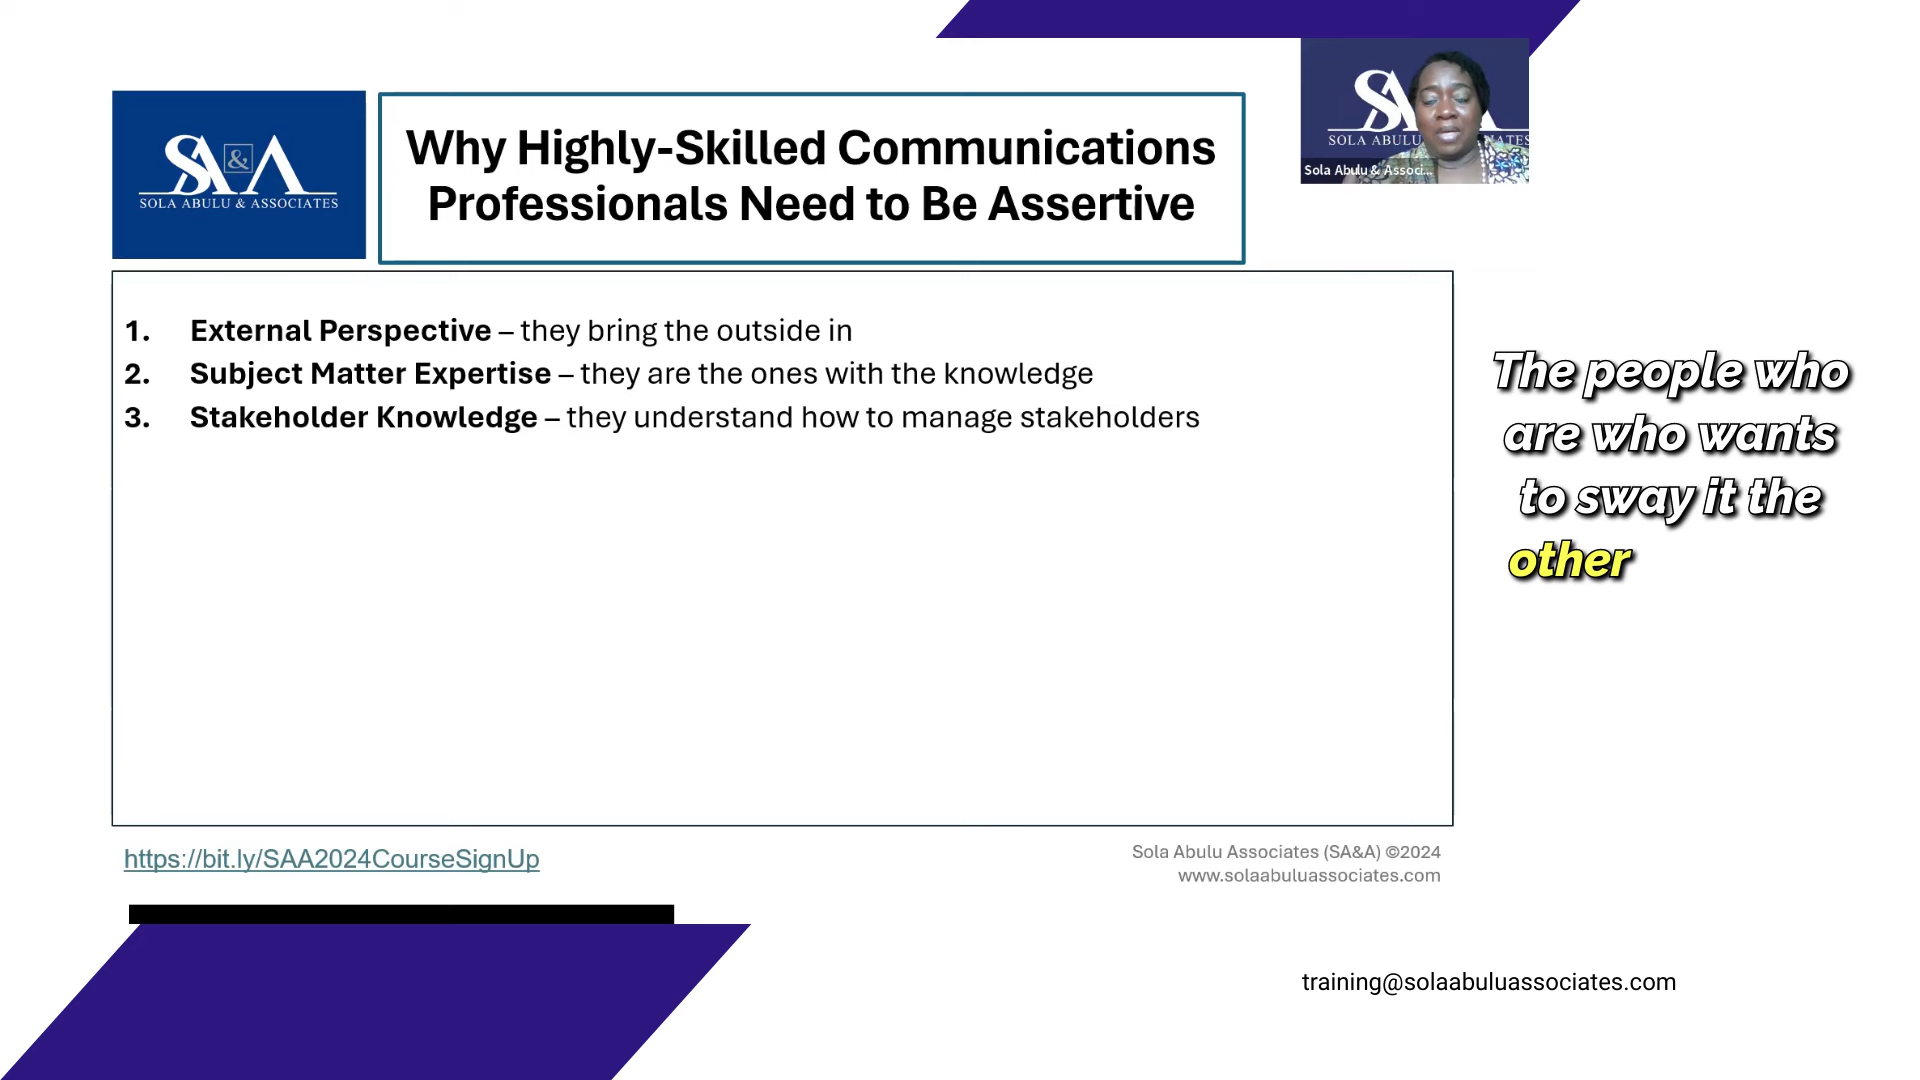 SA&A
SOLA ABULU & ASSOCIATES
Why Highly-Skilled Communications
Professionals Need to Be Assertive
SA
SOLA ABULU
ATES
Sola Abulu & Associ...
1. External Perspective – they bring the outside in
2. Subject Matter Expertise – they are the ones with the knowledge
3. Stakeholder Knowledge – they understand how to manage stakeholders
The people who
are who wants
to sway it the
other
https://bit.ly/SAA2024CourseSignUp
Sola Abulu Associates (SA&A) ©2024
www.solaabuluassociates.com
training@solaabuluassociates.com